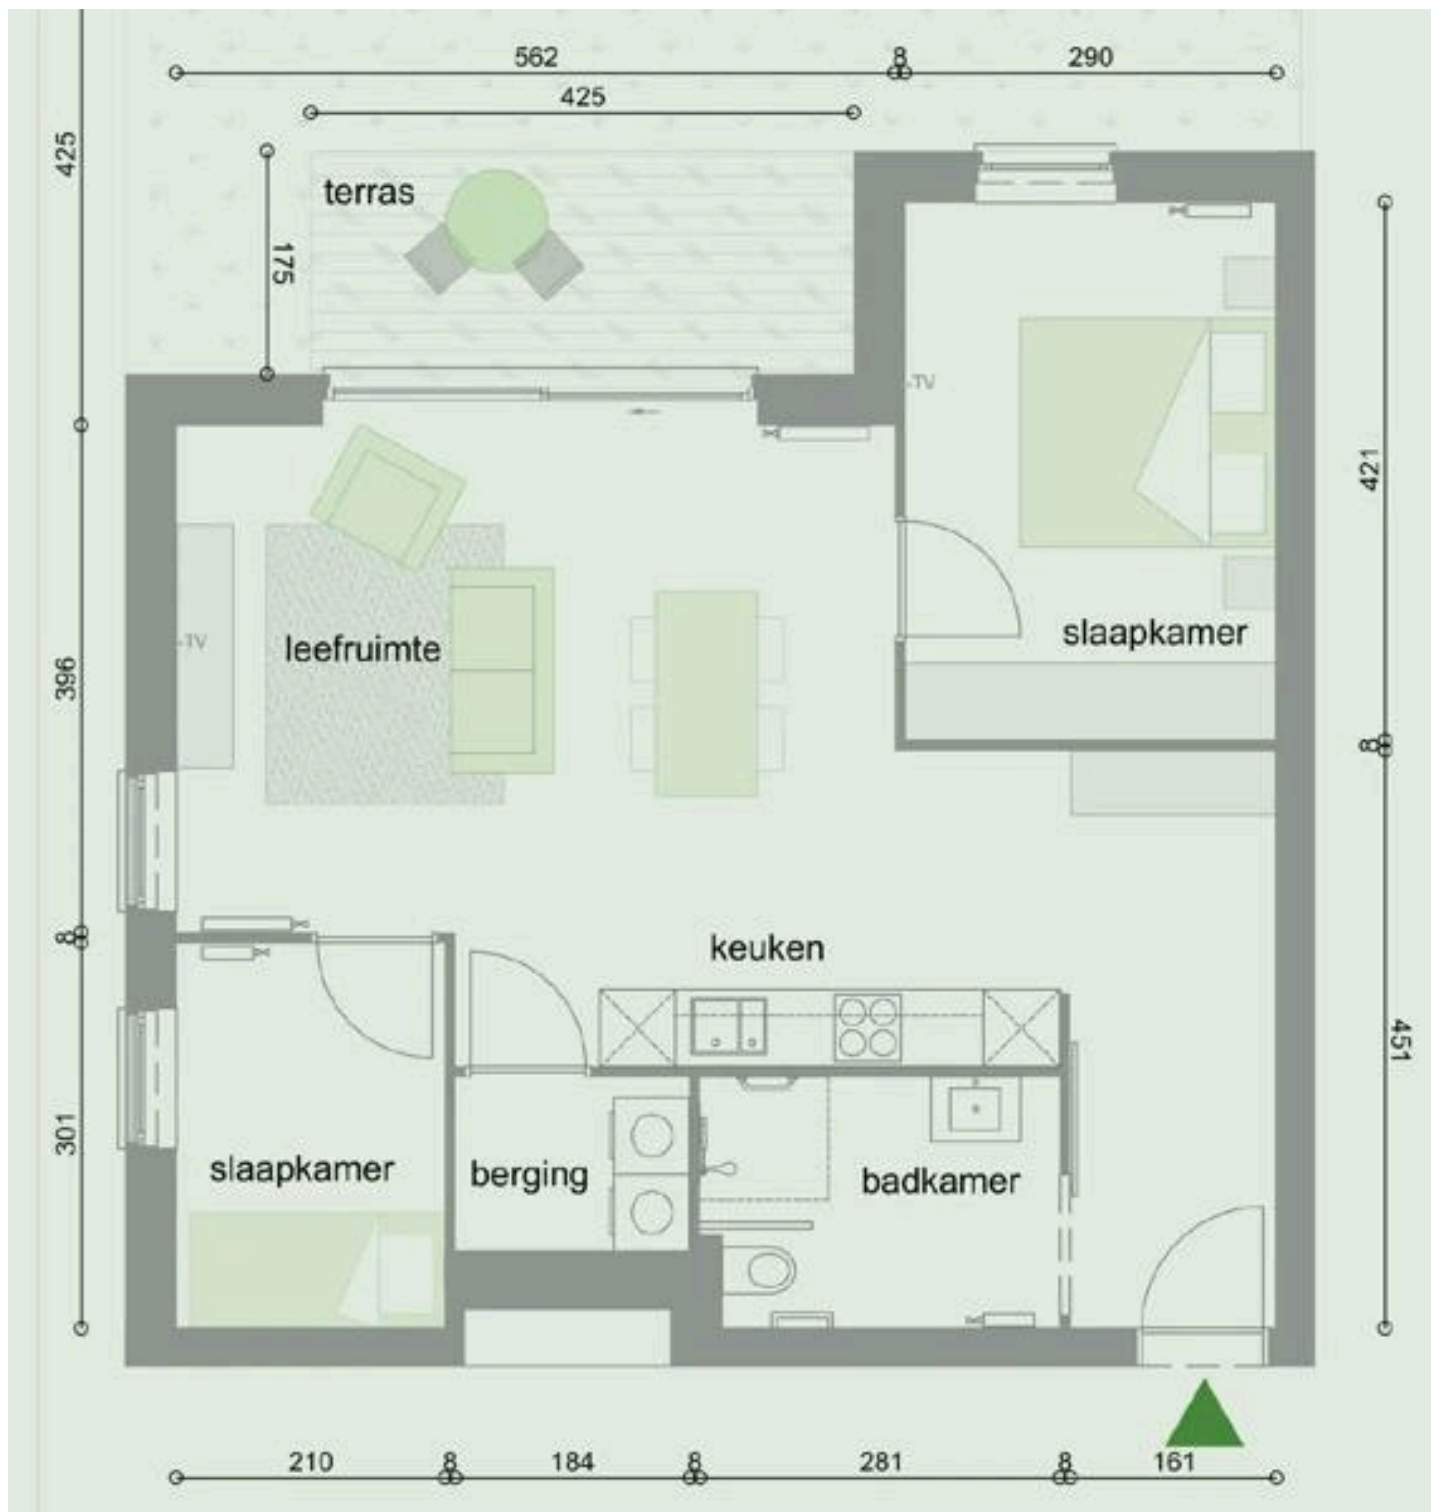 562
8
290
425
425
terras
175
-TV
421
slaapkamer
leefruimte
-TV
396
8
8
keuken
451
301
slaapkamer
berging
badkamer
210
8
184
8
281
8
161